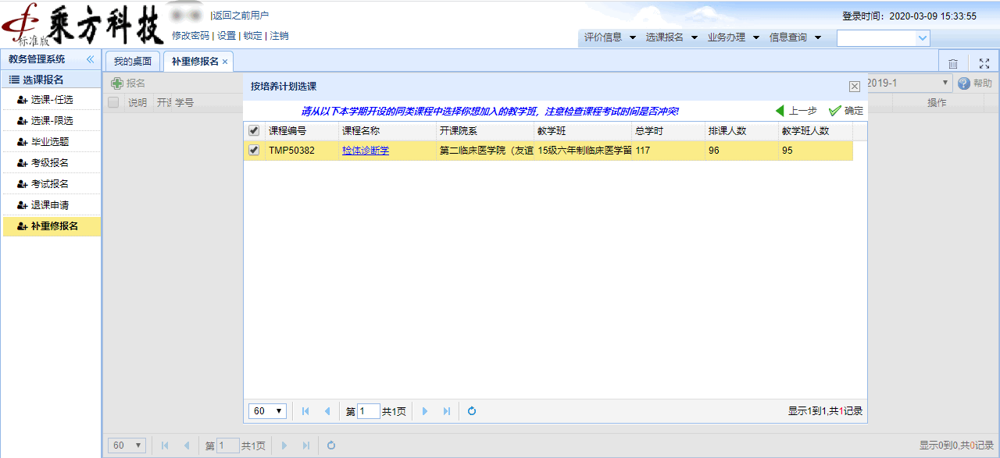 乘方科技
标准版
|返回之前用户
修改密码 | 设置 | 锁定 | 注销
登录时间：2020-03-09 15:33:55
评价信息 选课报名 业务办理 信息查询
教务管理系统
我的桌面 补重修报名 ×
选课报名
选课-任选
选课-限选
毕业选题
考级报名
考试报名
退课申请
补重修报名
报名
2019-1 帮助
说明 学号 操作
按培养计划选课
请从以下本学期开设的同类课程中选择你想加入的教学班，注意检查课程考试时间是否冲突!
上一步 确定
课程编号 课程名称 开课院系 教学班 总学时 排课人数 教学班人数
TMP50382 检体诊断学 第二临床医学院（友谊 15级六年制临床医学留 117 96 95
60 第 1 共1页 显示1到1,共1记录
60 第 1 共1页 显示0到0,共0记录